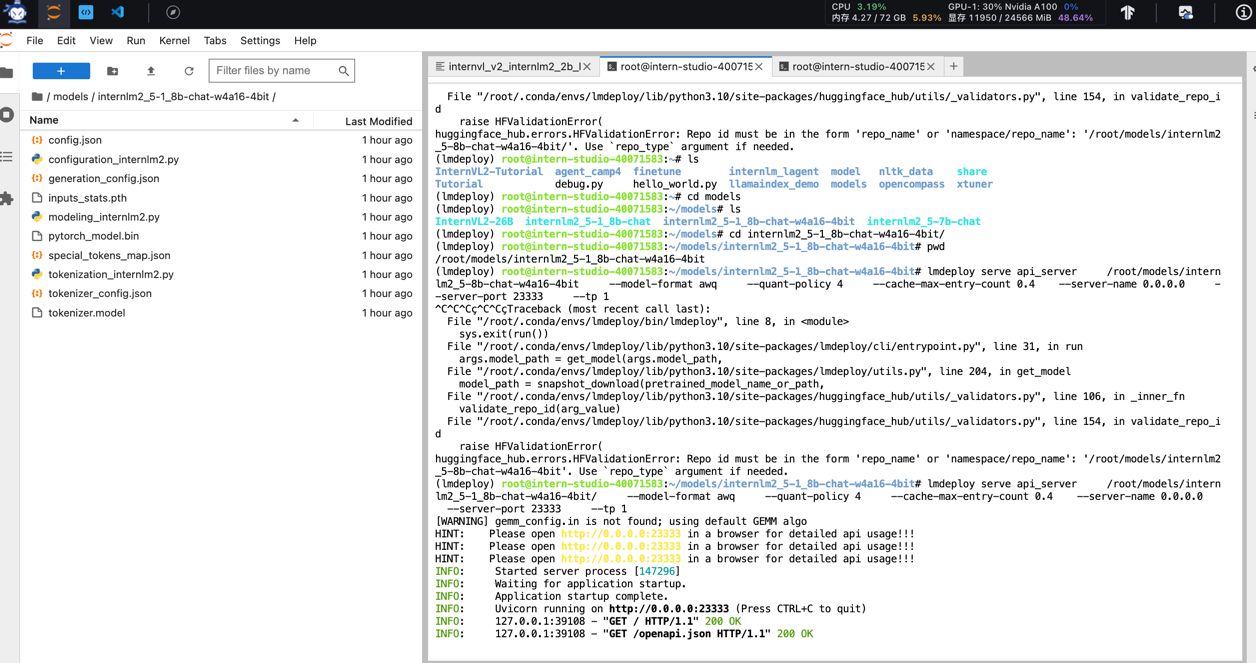 CPU 3.19%
GPU-1: 30% Nvidia A100 0%
内存 4.27 / 72 GB 5.93%
显存 11950 / 24566 MiB 48.64%
File Edit View Run Kernel Tabs Settings Help
+
Filter files by name
/ models / internlm2_5-1_8b-chat-w4a16-4bit /
Name Last Modified
config.json 1 hour ago
configuration_internlm2.py 1 hour ago
generation_config.json 1 hour ago
inputs_stats.pth 1 hour ago
modeling_internlm2.py 1 hour ago
pytorch_model.bin 1 hour ago
special_tokens_map.json 1 hour ago
tokenization_internlm2.py 1 hour ago
tokenizer_config.json 1 hour ago
tokenizer.model 1 hour ago
internvl_v2_internlm2_2b_l
root@intern-studio-400715
root@intern-studio-400715
File "/root/.conda/envs/lmdeploy/lib/python3.10/site-packages/huggingface_hub/utils/_validators.py", line 154, in validate_repo_i
d
raise HFValidationError(
huggingface_hub.errors.HFValidationError: Repo id must be in the form 'repo_name' or 'namespace/repo_name': '/root/models/internlm2
_5-1_8b-chat-w4a16-4bit/'. Use `repo_type` argument if needed.
(lmdeploy) root@intern-studio-40071583:~# ls
InternVL2-Tutorial agent_camp4 finetune internlm_lagent model nltk_data share
Tutorial debug.py hello_world.py llamaindex_demo models opencompass xtuner
(lmdeploy) root@intern-studio-40071583:~# cd models
(lmdeploy) root@intern-studio-40071583:~/models# ls
InternVL2-26B internlm2_5-1_8b-chat internlm2_5-1_8b-chat-w4a16-4bit internlm2_5-7b-chat
(lmdeploy) root@intern-studio-40071583:~/models# cd internlm2_5-1_8b-chat-w4a16-4bit/
(lmdeploy) root@intern-studio-40071583:~/models/internlm2_5-1_8b-chat-w4a16-4bit# pwd
/root/models/internlm2_5-1_8b-chat-w4a16-4bit
(lmdeploy) root@intern-studio-40071583:~/models/internlm2_5-1_8b-chat-w4a16-4bit# lmdeploy serve api_server /root/models/intern
lm2_5-1_8b-chat-w4a16-4bit --model-format awq --quant-policy 4 --cache-max-entry-count 0.4 --server-name 0.0.0.0 -
-server-port 23333 --tp 1
^C^C^Cç^C^CçTraceback (most recent call last):
File "/root/.conda/envs/lmdeploy/bin/lmdeploy", line 8, in <module>
sys.exit(run())
File "/root/.conda/envs/lmdeploy/lib/python3.10/site-packages/lmdeploy/cli/entrypoint.py", line 31, in run
args.model_path = get_model(args.model_path,
File "/root/.conda/envs/lmdeploy/lib/python3.10/site-packages/lmdeploy/utils.py", line 204, in get_model
model_path = snapshot_download(pretrained_model_name_or_path,
File "/root/.conda/envs/lmdeploy/lib/python3.10/site-packages/huggingface_hub/utils/_validators.py", line 106, in _inner_fn
validate_repo_id(arg_value)
File "/root/.conda/envs/lmdeploy/lib/python3.10/site-packages/huggingface_hub/utils/_validators.py", line 154, in validate_repo_i
d
raise HFValidationError(
huggingface_hub.errors.HFValidationError: Repo id must be in the form 'repo_name' or 'namespace/repo_name': '/root/models/internlm2
_5-8b-chat-w4a16-4bit'. Use `repo_type` argument if needed.
(lmdeploy) root@intern-studio-40071583:~/models/internlm2_5-1_8b-chat-w4a16-4bit# lmdeploy serve api_server /root/models/intern
lm2_5-1_8b-chat-w4a16-4bit/ --model-format awq --quant-policy 4 --cache-max-entry-count 0.4 --server-name 0.0.0.0
--server-port 23333 --tp 1
[WARNING] gemm_config.in is not found; using default GEMM algo
HINT: Please open http://0.0.0.0:23333 in a browser for detailed api usage!!!
HINT: Please open http://0.0.0.0:23333 in a browser for detailed api usage!!!
HINT: Please open http://0.0.0.0:23333 in a browser for detailed api usage!!!
INFO: Started server process [147296]
INFO: Waiting for application startup.
INFO: Application startup complete.
INFO: Uvicorn running on http://0.0.0.0:23333 (Press CTRL+C to quit)
INFO: 127.0.0.1:39108 - "GET / HTTP/1.1" 200 OK
INFO: 127.0.0.1:39108 - "GET /openapi.json HTTP/1.1" 200 OK